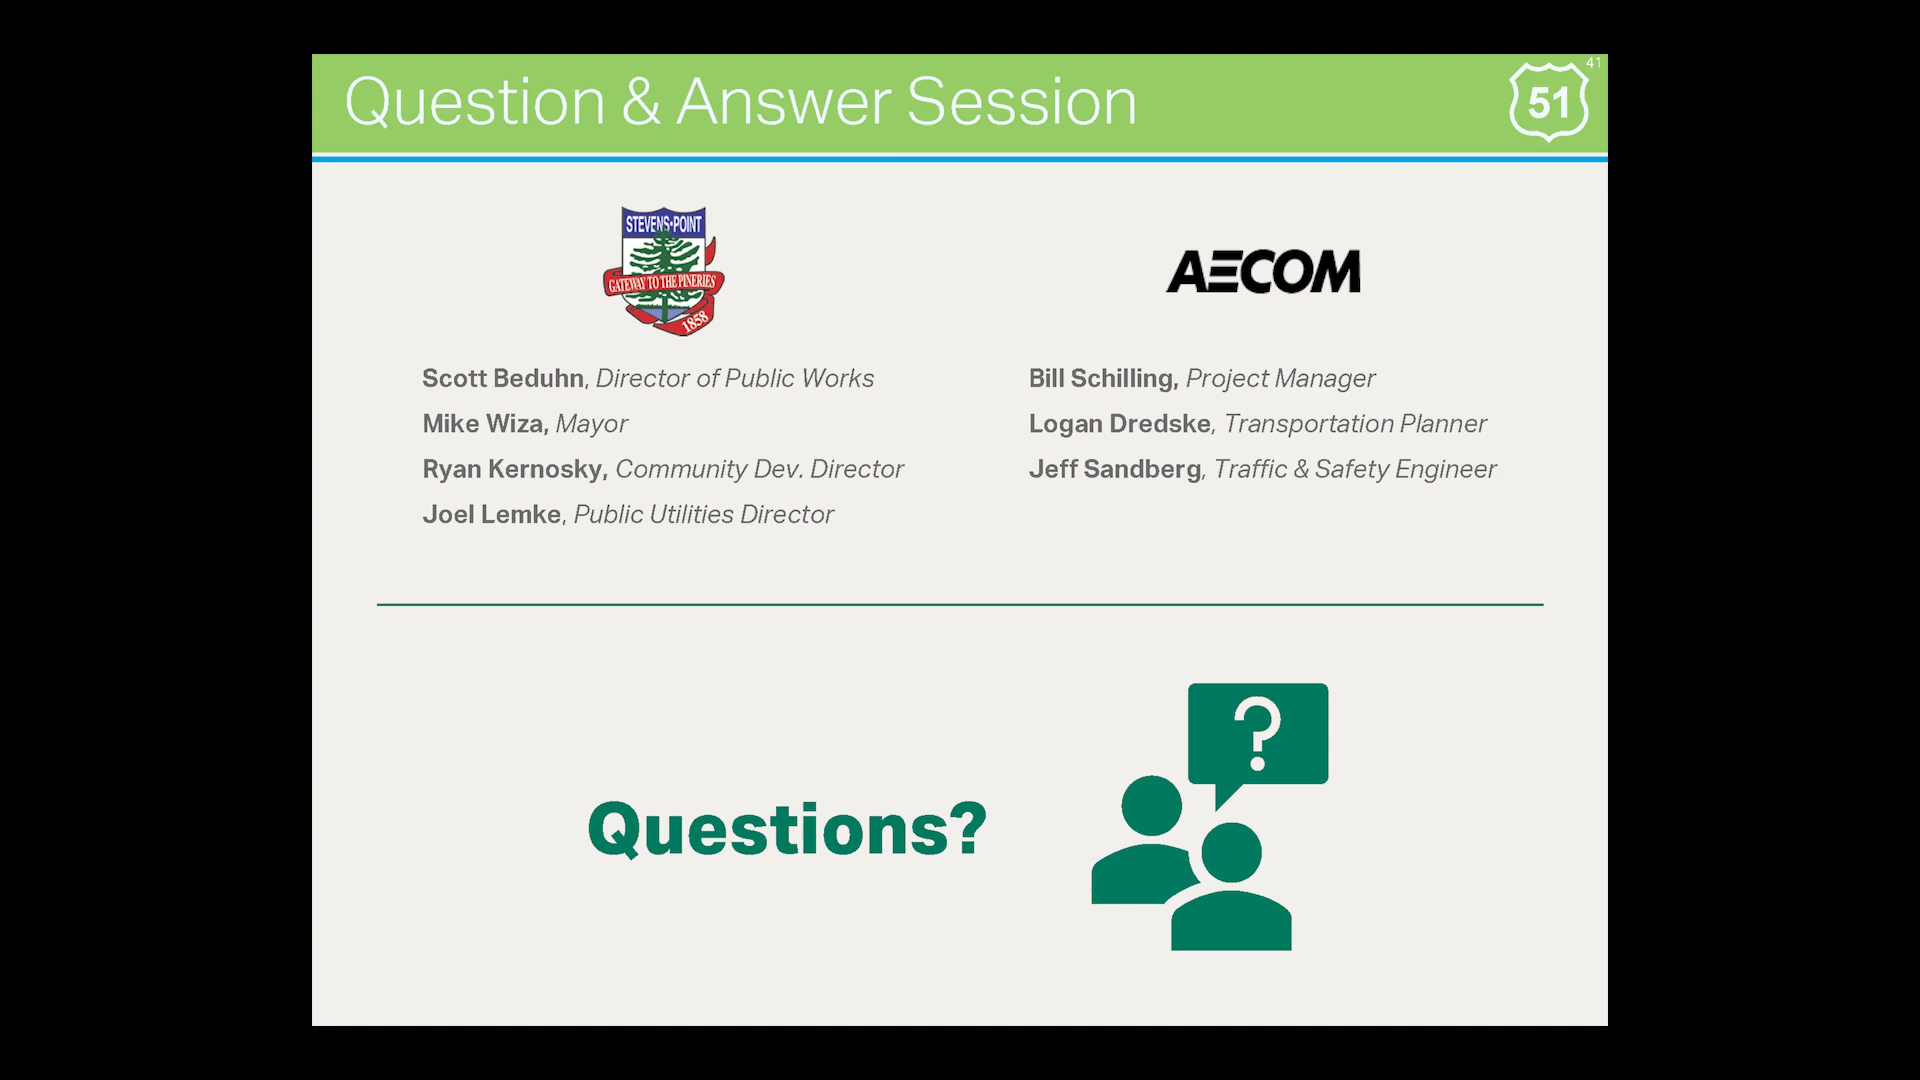 Question & Answer Session
51
41
STEVENS·POINT
GATEWAY TO THE PINERIES
1858
Scott Beduhn, Director of Public Works
Mike Wiza, Mayor
Ryan Kernosky, Community Dev. Director
Joel Lemke, Public Utilities Director
AECOM
Bill Schilling, Project Manager
Logan Dredske, Transportation Planner
Jeff Sandberg, Traffic & Safety Engineer
Questions?
?